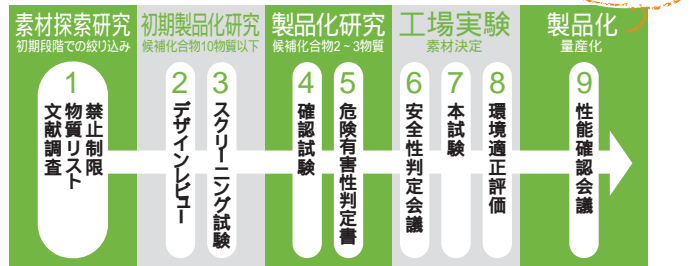 素材探索研究
初期段階での絞り込み
初期製品化研究
候補化合物10物質以下
製品化研究
候補化合物2~3物質
工場実験
素材決定
製品化
量産化
1
禁止制限
物質リスト
文献調査
2
デザインレビュー
3
スクリーニング試験
4
確認試験
5
危険有害性判定書
6
安全性判定会議
7
本試験
8
環境適正評価
9
性能確認会議